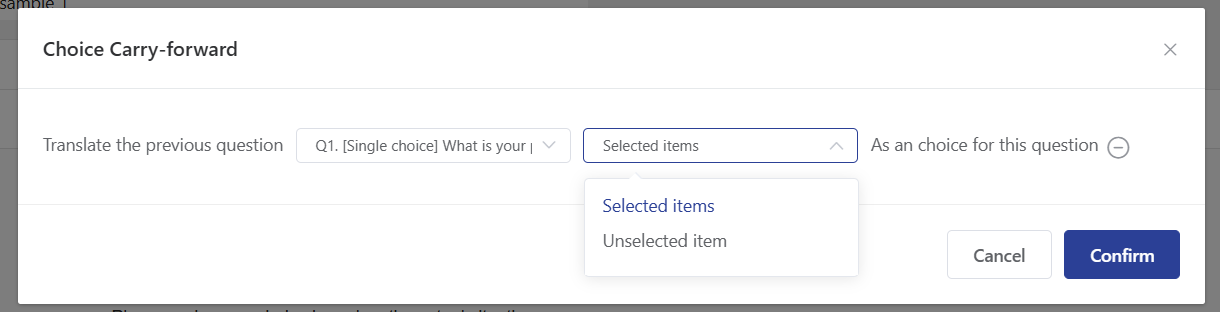 sample
Choice Carry-forward
Translate the previous question
Q1. [Single choice] What is your
Selected items
As an choice for this question
Selected items
Unselected item
Cancel
Confirm